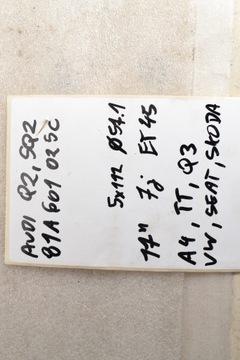 AUDI Q2, SQ2
81A 601 025C
5x112 Ø57.1
17" 7j ET45
A4, TT, Q3
VW, SEAT, SKODA